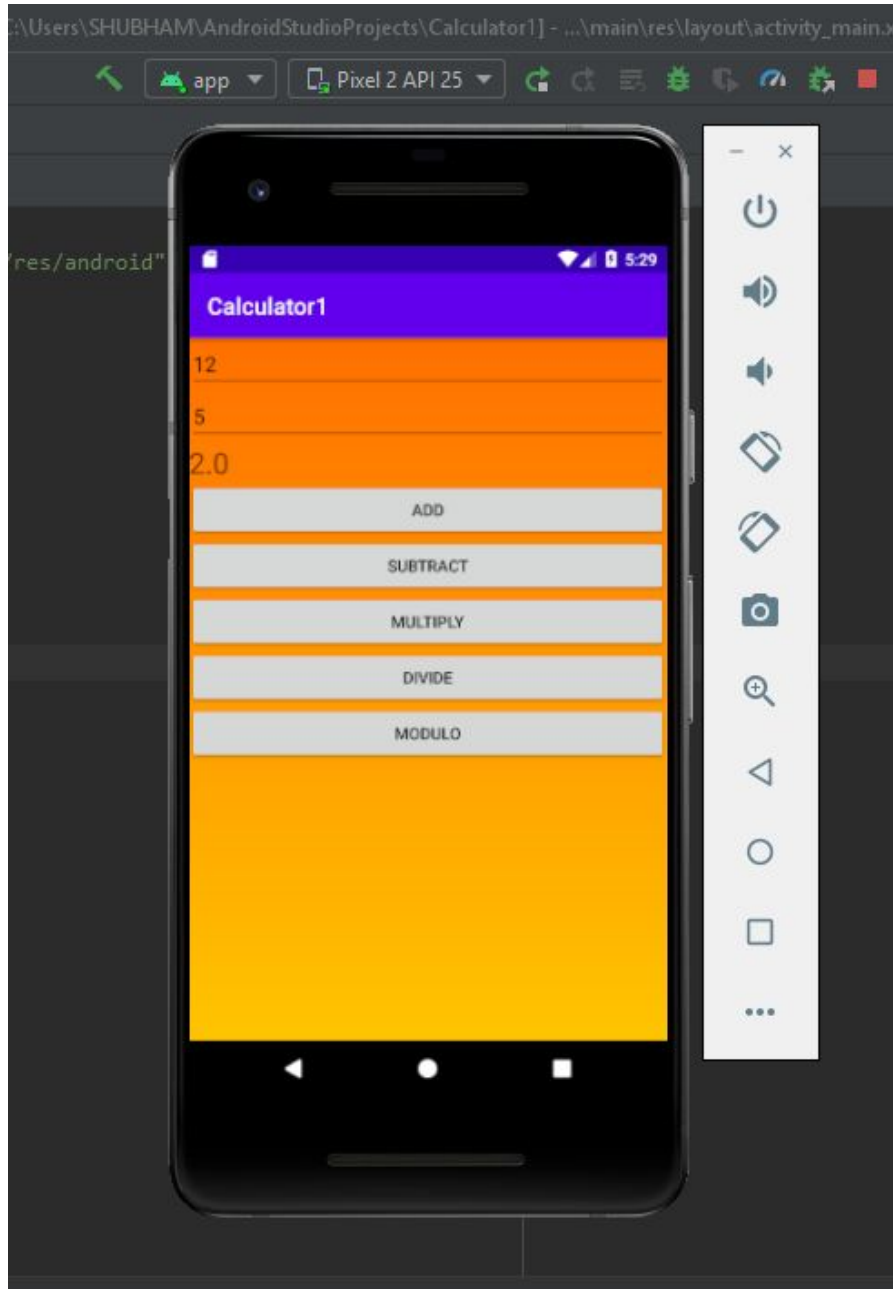 :\Users\SHUBHAM\AndroidStudioProjects\Calculator1] - ...\main\res\layout\activity_main.x
app Pixel 2 API 25
/res/android"
5:29
Calculator1
12
5
2.0
ADD
SUBTRACT
MULTIPLY
DIVIDE
MODULO